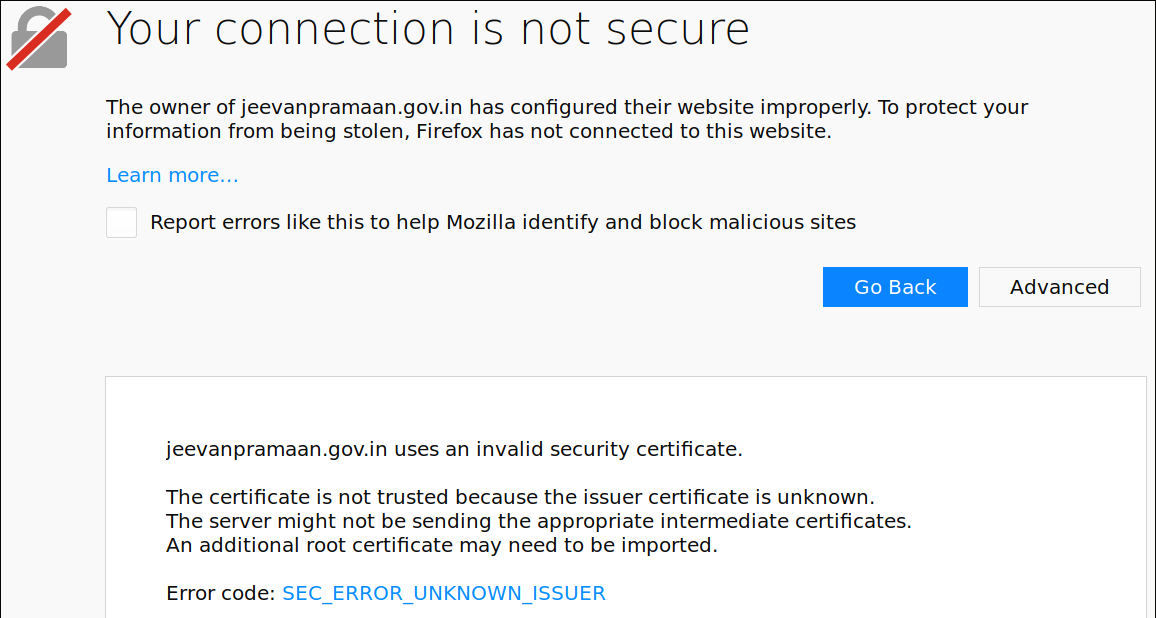 Your connection is not secure
The owner of jeevanpramaan.gov.in has configured their website improperly. To protect your
information from being stolen, Firefox has not connected to this website.
Learn more…
Report errors like this to help Mozilla identify and block malicious sites
Go Back
Advanced
jeevanpramaan.gov.in uses an invalid security certificate.
The certificate is not trusted because the issuer certificate is unknown.
The server might not be sending the appropriate intermediate certificates.
An additional root certificate may need to be imported.
Error code: SEC_ERROR_UNKNOWN_ISSUER